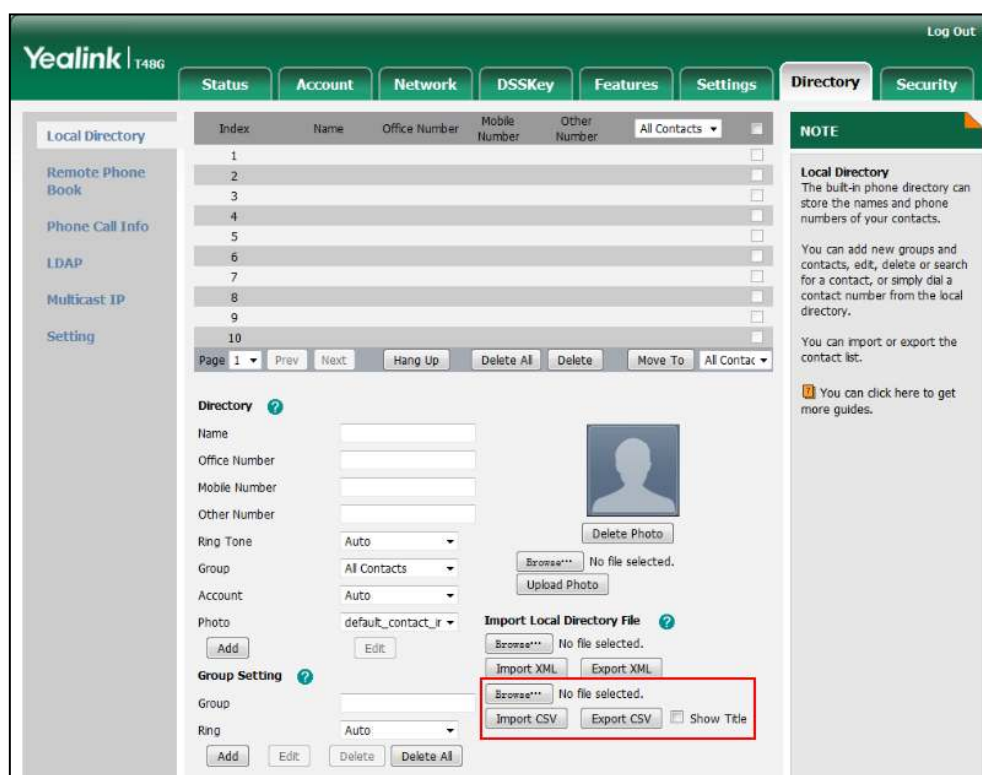 Log Out
Yealink | T48G
Status Account Network DSSKey Features Settings Directory Security
Local Directory
Remote Phone
Book
Phone Call Info
LDAP
Multicast IP
Setting
Index Name Office Number Mobile Number Other Number All Contacts
1
2
3
4
5
6
7
8
9
10
Page 1 Prev Next Hang Up Delete All Delete Move To All Contac
Directory ?
Name
Office Number
Mobile Number
Other Number
Ring Tone Auto
Group All Contacts
Account Auto
Photo default_contact_ir
Add Edit
Group Setting ?
Group
Ring Auto
Add Edit Delete Delete All
Delete Photo
Browse... No file selected.
Upload Photo
Import Local Directory File ?
Browse... No file selected.
Import XML Export XML
Browse... No file selected.
Import CSV Export CSV Show Title
NOTE
Local Directory
The built-in phone directory can
store the names and phone
numbers of your contacts.
You can add new groups and
contacts, edit, delete or search
for a contact, or simply dial a
contact number from the local
directory.
You can import or export the
contact list.
? You can click here to get
more guides.